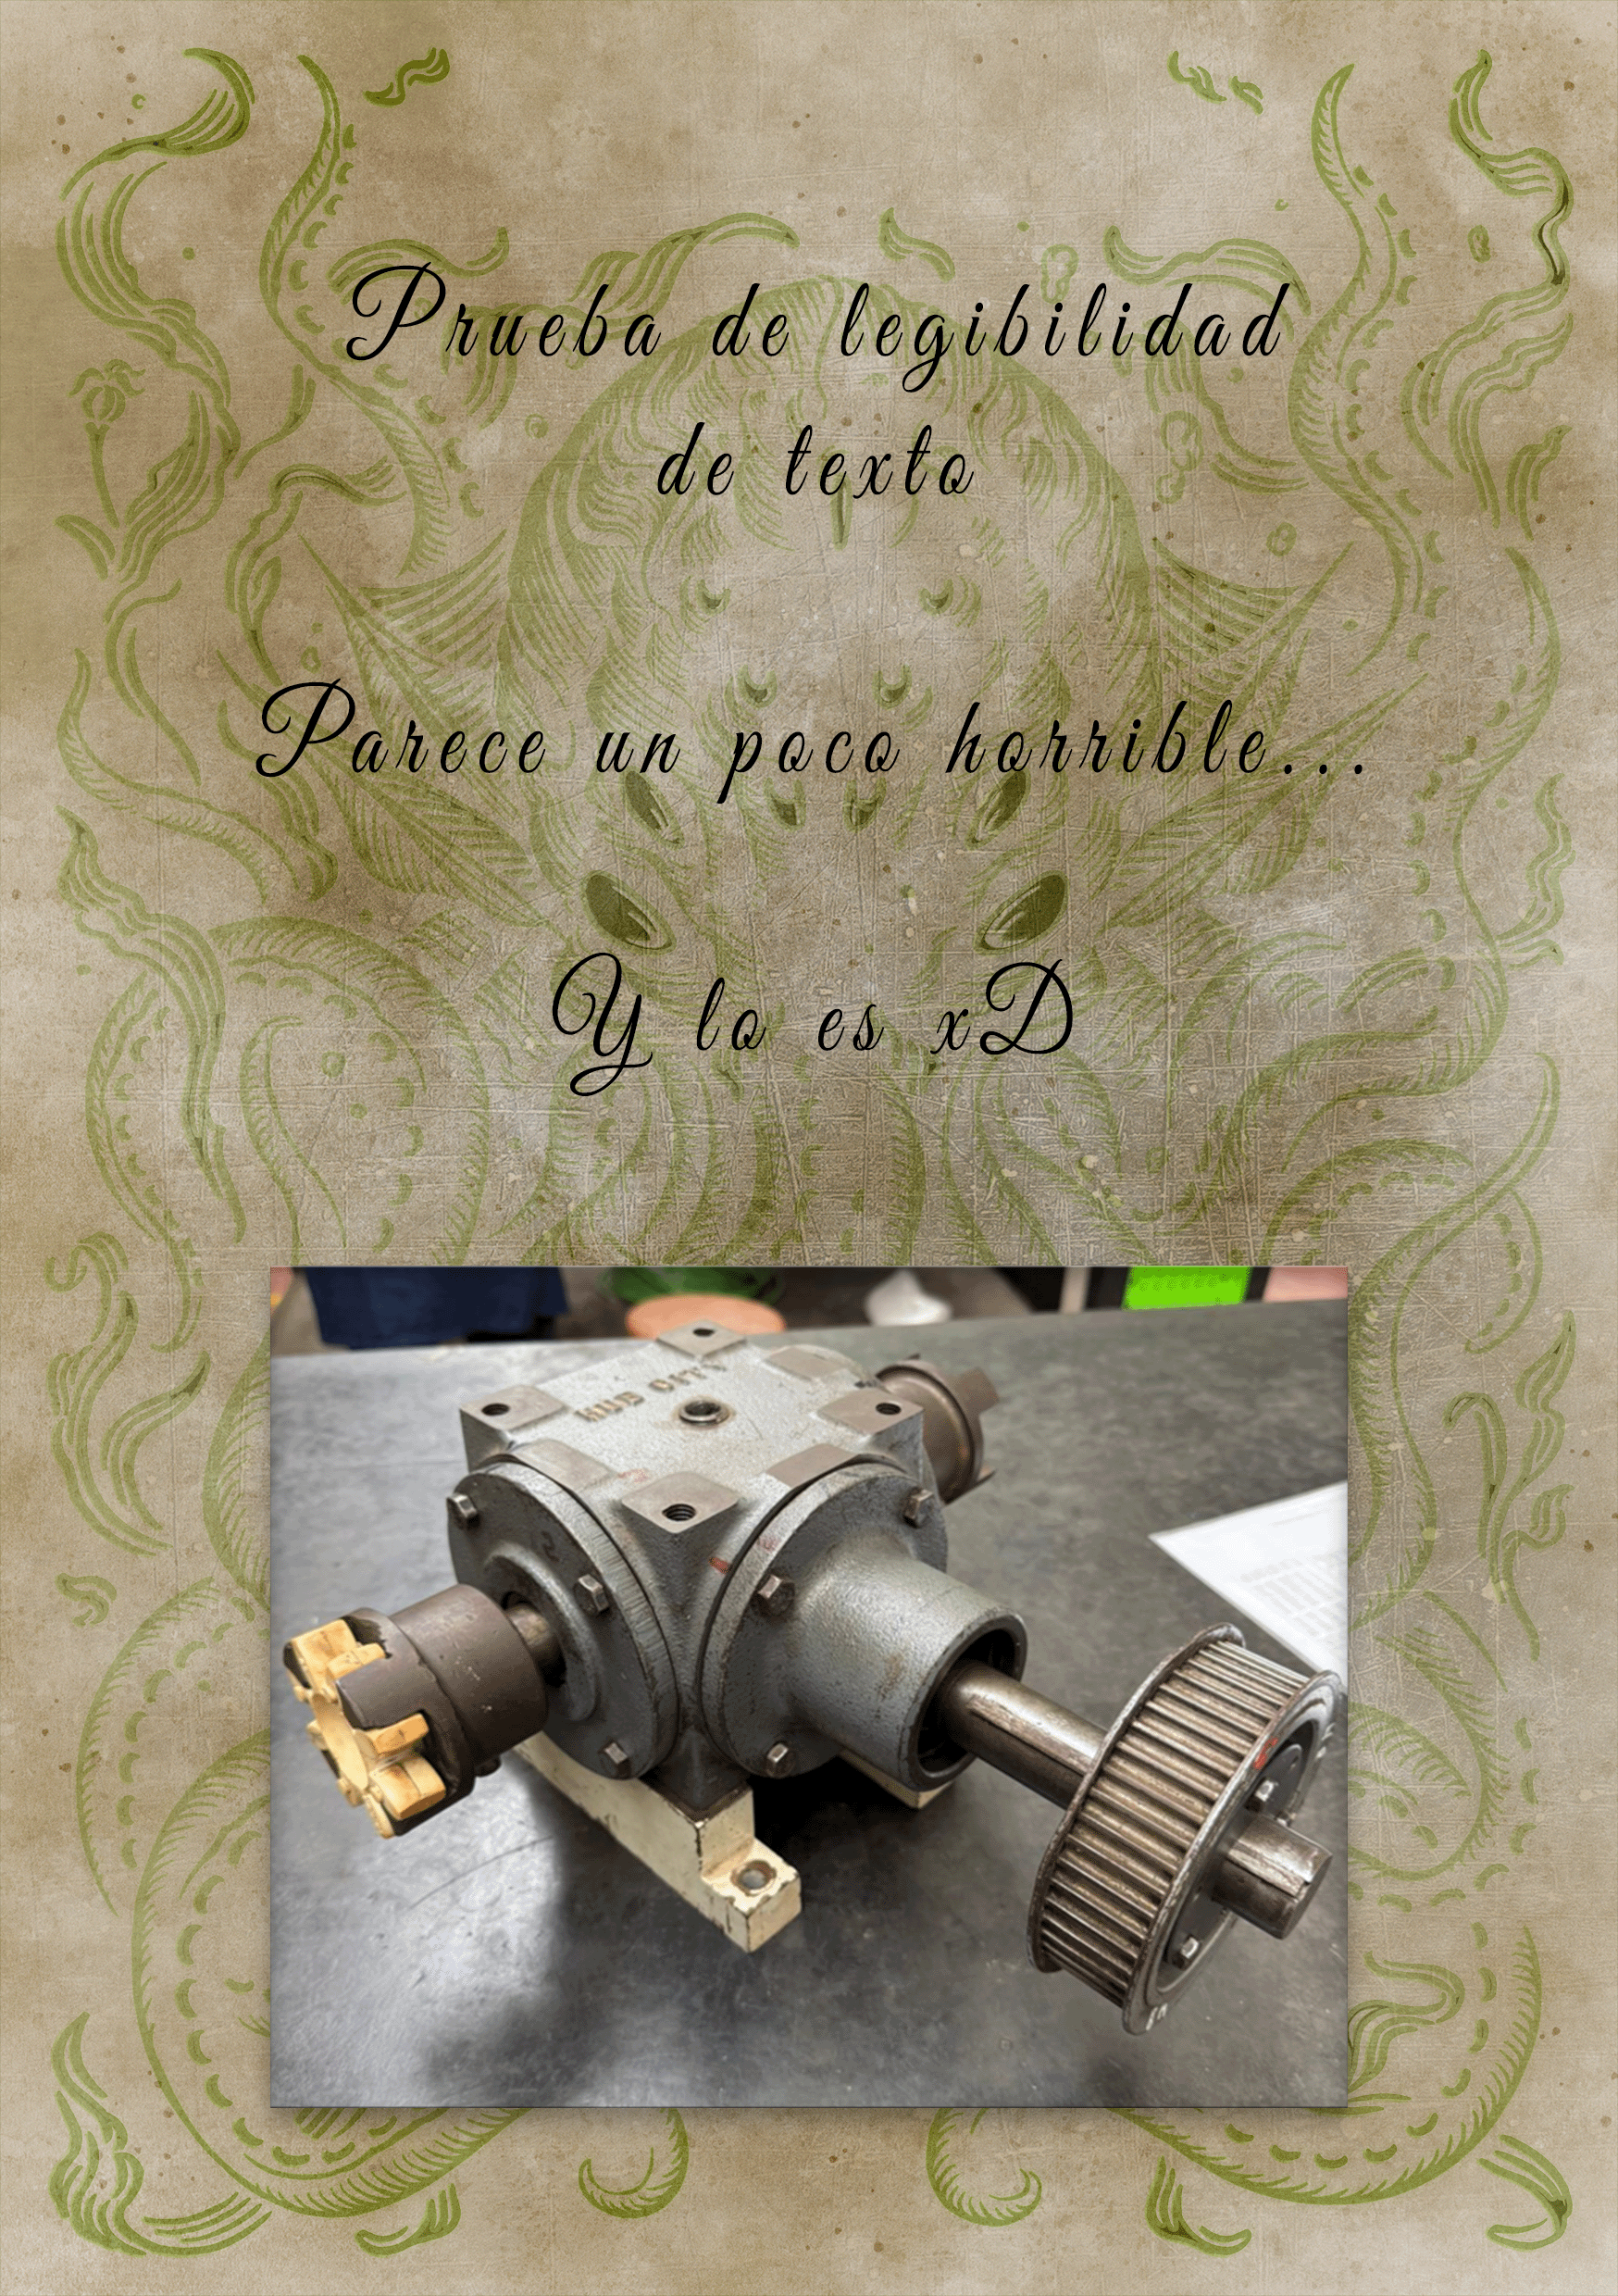 Prueba de legibilidad
de texto
Parece un poco horrible...
Y lo es xD
HUB CITY